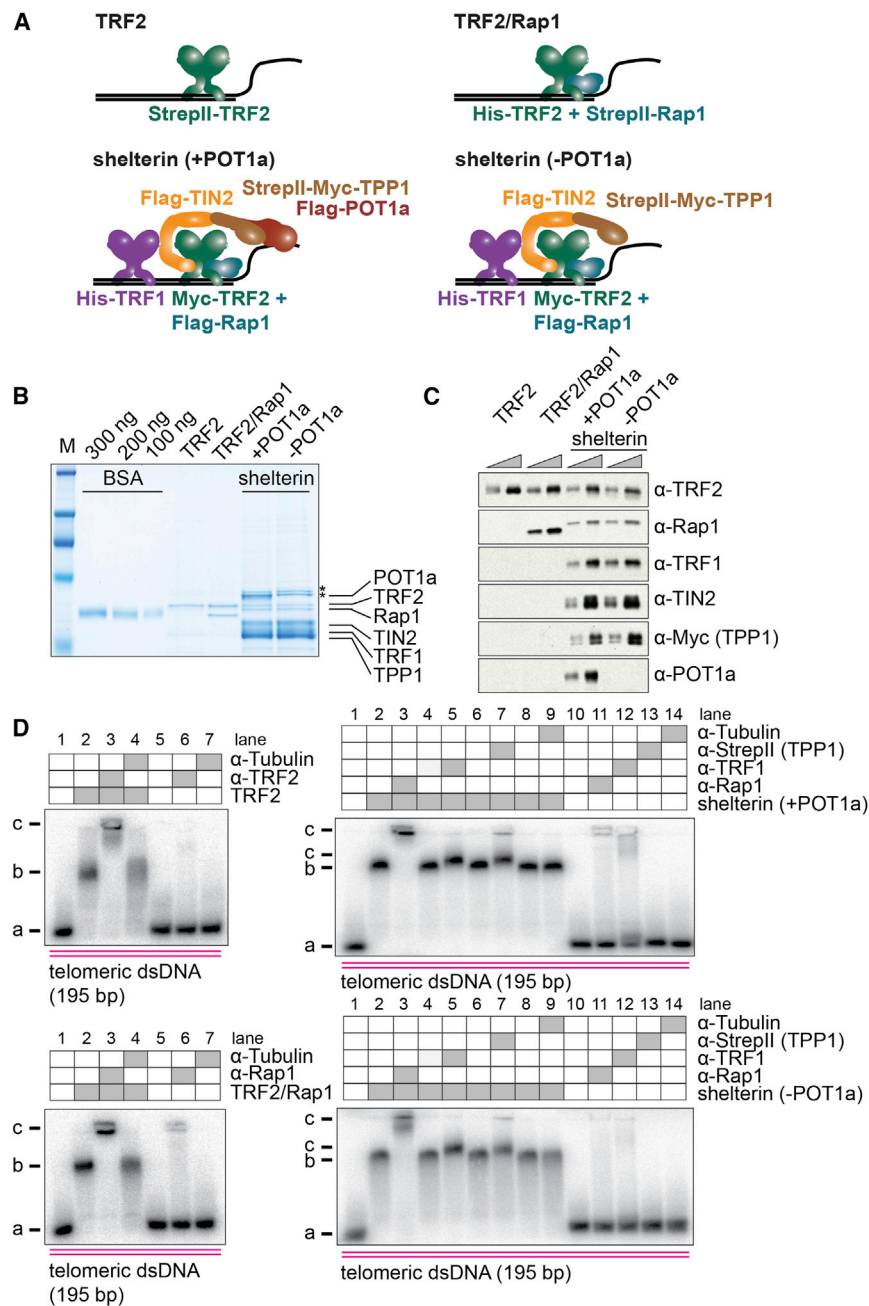 A
TRF2
StrepII-TRF2
TRF2/Rap1
His-TRF2 + StrepII-Rap1
shelterin (+POT1a)
Flag-TIN2
StrepII-Myc-TPP1
Flag-POT1a
His-TRF1 Myc-TRF2 +
Flag-Rap1
shelterin (-POT1a)
Flag-TIN2
StrepII-Myc-TPP1
His-TRF1 Myc-TRF2 +
Flag-Rap1
B
M 300 ng 200 ng 100 ng TRF2 TRF2/Rap1 +POT1a -POT1a
BSA shelterin
*
*
POT1a
TRF2
Rap1
TIN2
TRF1
TPP1
C
TRF2 TRF2/Rap1 +POT1a -POT1a
shelterin
α-TRF2
α-Rap1
α-TRF1
α-TIN2
α-Myc (TPP1)
α-POT1a
D
1 2 3 4 5 6 7 lane
α-Tubulin
α-TRF2
TRF2
c
b
a
telomeric dsDNA
(195 bp)
1 2 3 4 5 6 7 8 9 10 11 12 13 14 lane
α-Tubulin
α-StrepII (TPP1)
α-TRF1
α-Rap1
shelterin (+POT1a)
c
c
b
a
telomeric dsDNA (195 bp)
1 2 3 4 5 6 7 lane
α-Tubulin
α-Rap1
TRF2/Rap1
c
b
a
telomeric dsDNA
(195 bp)
1 2 3 4 5 6 7 8 9 10 11 12 13 14 lane
α-Tubulin
α-StrepII (TPP1)
α-TRF1
α-Rap1
shelterin (-POT1a)
c
c
b
a
telomeric dsDNA (195 bp)